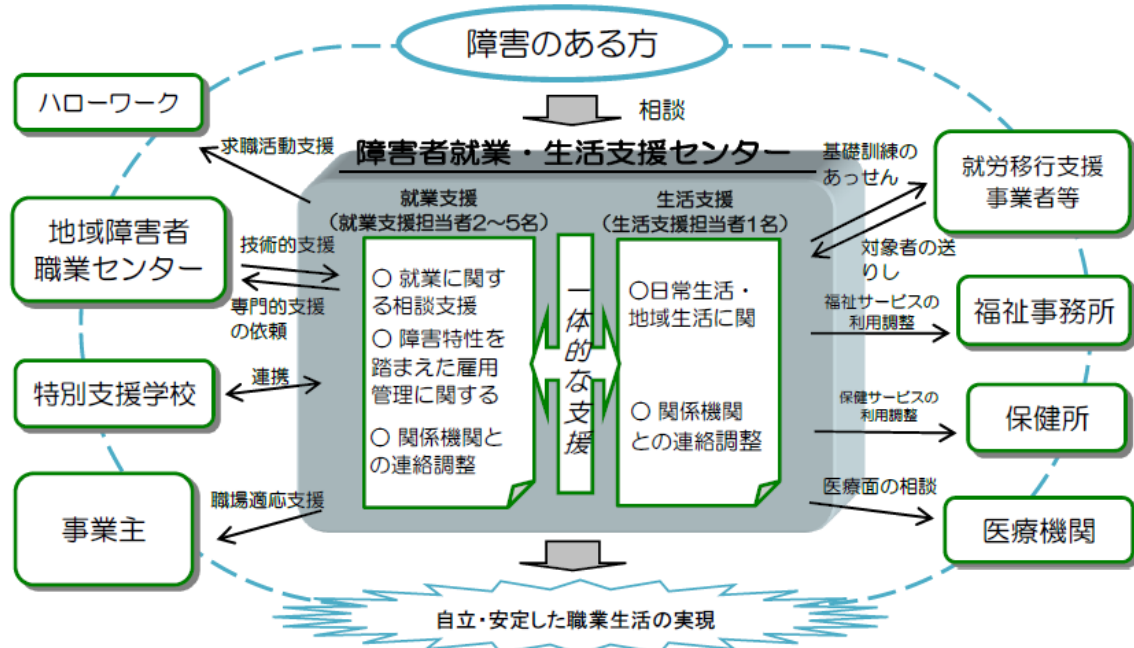 障害のある方
相談
ハローワーク
求職活動支援
障害者就業・生活支援センター
基礎訓練の
あっせん
就労移行支援
事業者等
対象者の送
りし
就業支援
（就業支援担当者2～5名）
生活支援
（生活支援担当者1名）
地域障害者
職業センター
技術的支援
専門的支援
の依頼
○ 就業に関す
る相談支援
○ 障害特性を
踏まえた雇用
管理に関する
○ 関係機関と
の連絡調整
一体的な支援
○日常生活・
地域生活に関
○ 関係機関
との連絡調整
福祉サービスの
利用調整
福祉事務所
特別支援学校
連携
保健サービスの
利用調整
保健所
事業主
職場適応支援
医療面の相談
医療機関
自立・安定した職業生活の実現